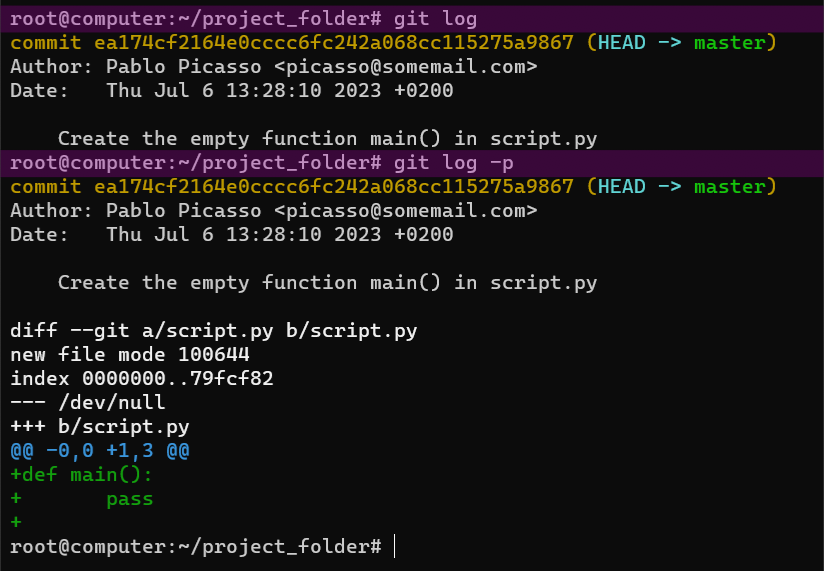 root@computer:~/project_folder# git log
commit ea174cf2164e0cccc6fc242a068cc115275a9867 (HEAD -> master)
Author: Pablo Picasso <picasso@somemail.com>
Date:   Thu Jul 6 13:28:10 2023 +0200

    Create the empty function main() in script.py
root@computer:~/project_folder# git log -p
commit ea174cf2164e0cccc6fc242a068cc115275a9867 (HEAD -> master)
Author: Pablo Picasso <picasso@somemail.com>
Date:   Thu Jul 6 13:28:10 2023 +0200

    Create the empty function main() in script.py

diff --git a/script.py b/script.py
new file mode 100644
index 0000000..79fcf82
--- /dev/null
+++ b/script.py
@@ -0,0 +1,3 @@
+def main():
+       pass
+
root@computer:~/project_folder#